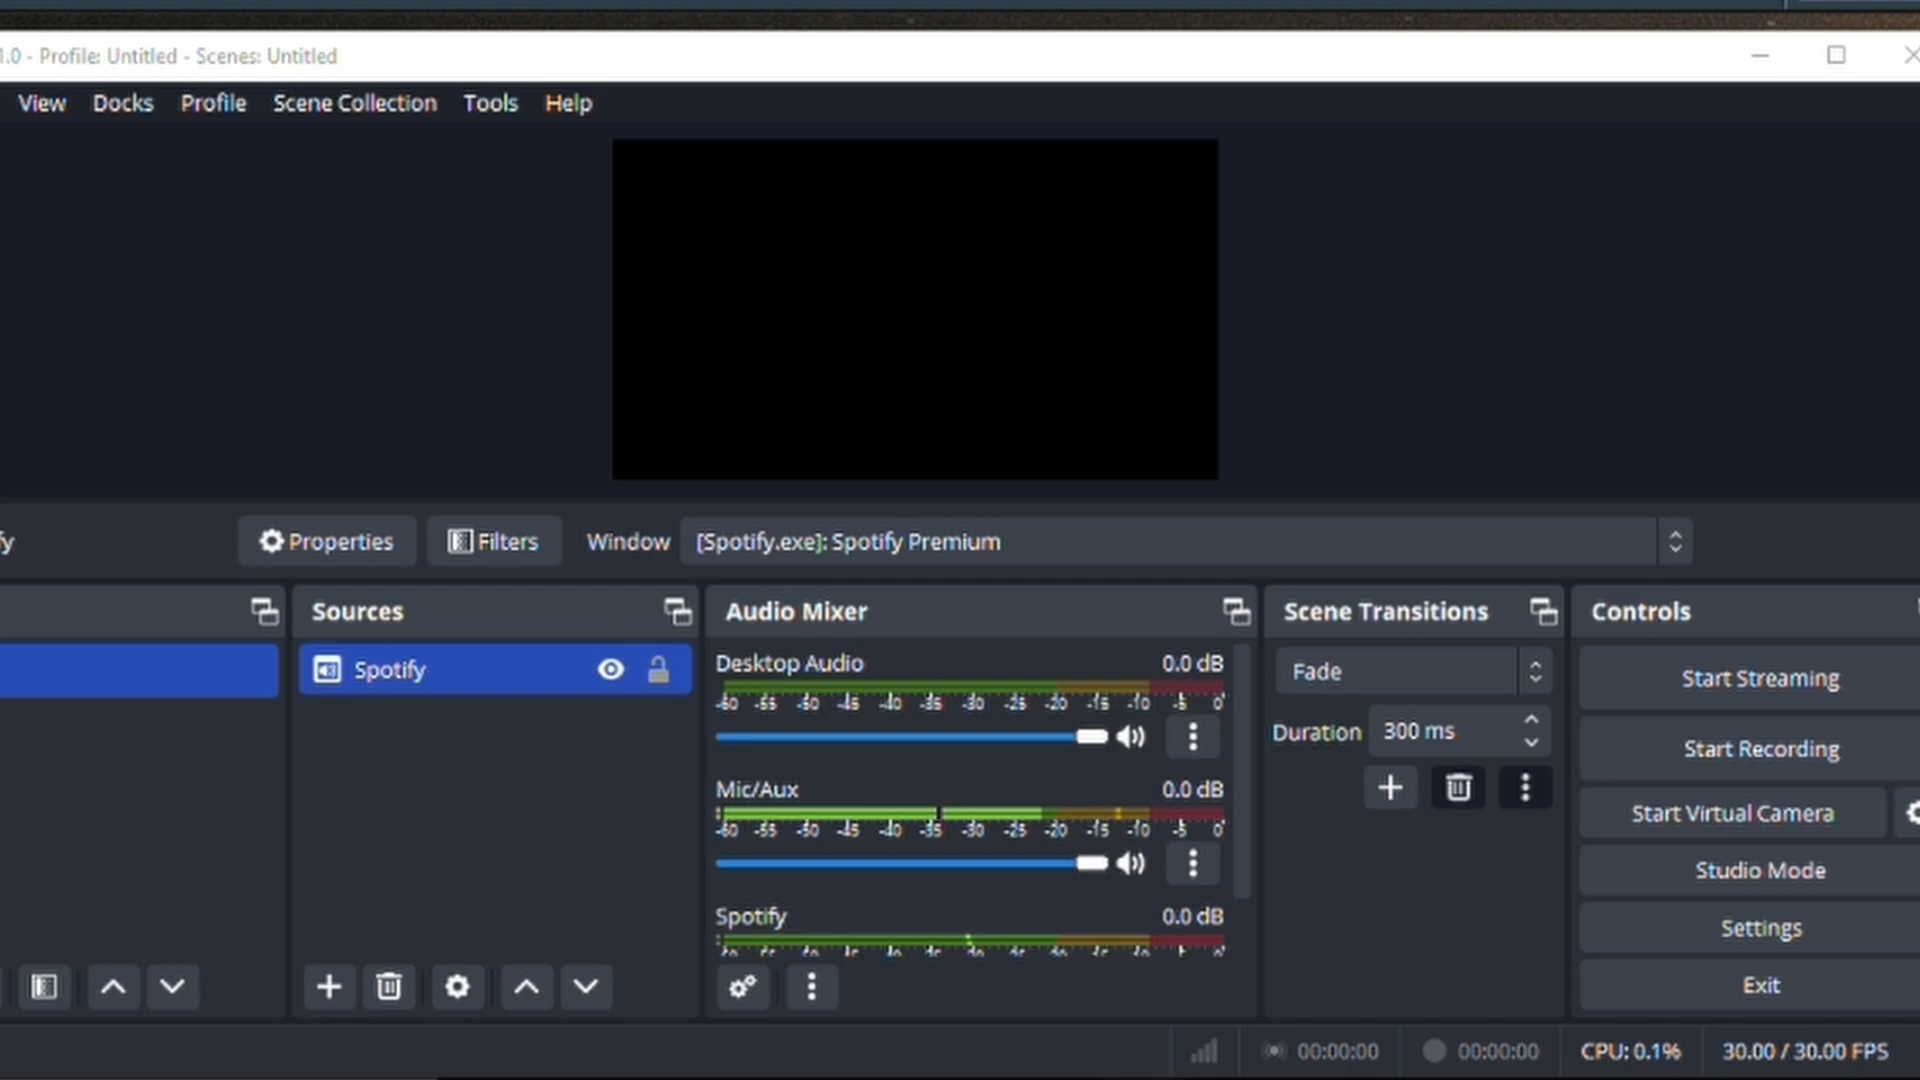 1.0 - Profile: Untitled - Scenes: Untitled
View Docks Profile Scene Collection Tools Help
fy Properties Filters Window [Spotify.exe]: Spotify Premium
Sources Audio Mixer Scene Transitions Controls
Spotify
Desktop Audio 0.0 dB
-60 -55 -50 -45 -40 -35 -30 -25 -20 -15 -10 -5 0
Mic/Aux 0.0 dB
-60 -55 -50 -45 -40 -35 -30 -25 -20 -15 -10 -5 0
Spotify 0.0 dB
Fade
Duration 300 ms
Start Streaming
Start Recording
Start Virtual Camera
Studio Mode
Settings
Exit
00:00:00 00:00:00 CPU: 0.1% 30.00 / 30.00 FPS